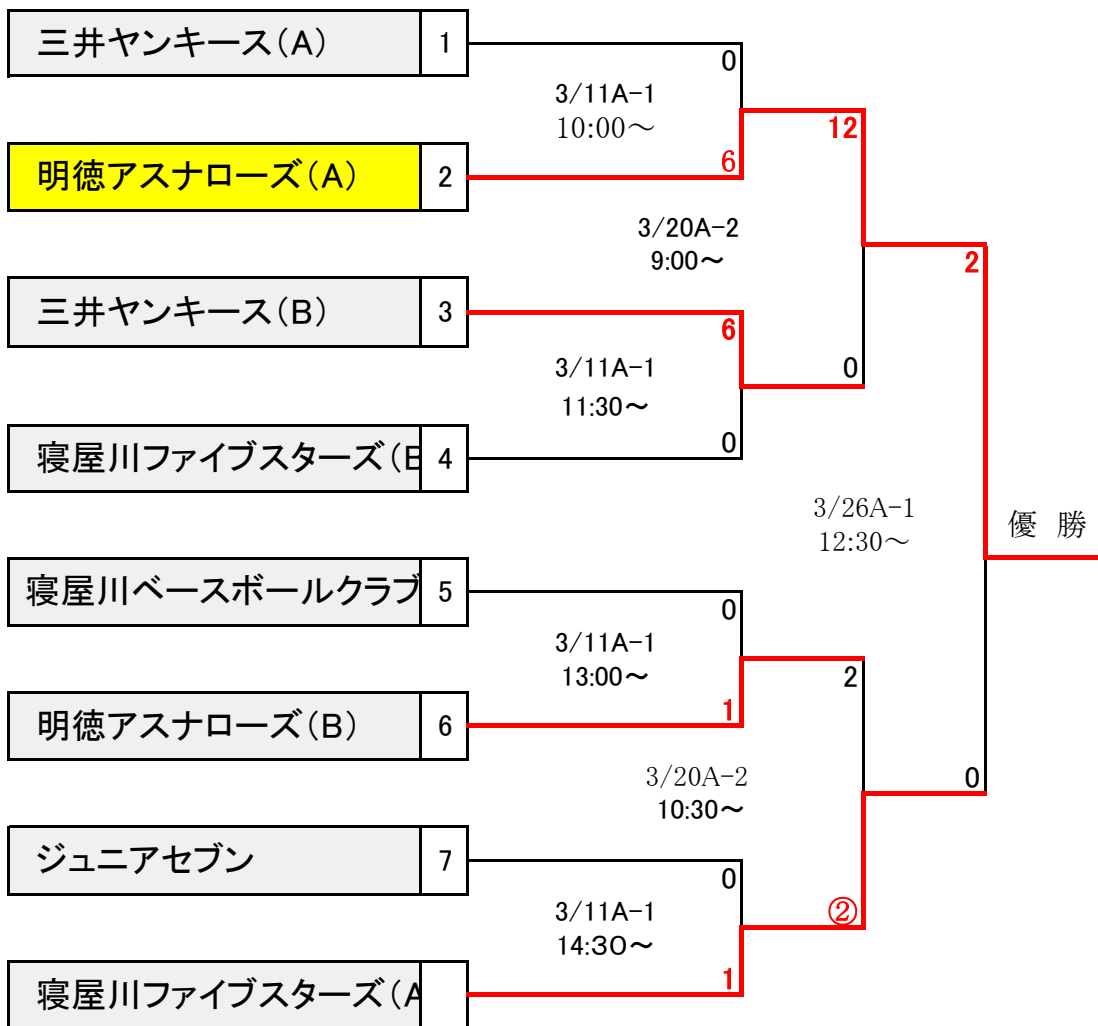 三井ヤンキース(A) 1
0
3/11A-1
10:00～
12
明徳アスナローズ(A) 2
6
3/20A-2
9:00～
2
三井ヤンキース(B) 3
6
3/11A-1
11:30～
0
寝屋川ファイブスターズ(B 4
0
3/26A-1
12:30～
優 勝
寝屋川ベースボールクラブ 5
0
3/11A-1
13:00～
2
明徳アスナローズ(B) 6
1
3/20A-2
10:30～
0
ジュニアセブン 7
0
3/11A-1
14:30～
②
寝屋川ファイブスターズ(A
1